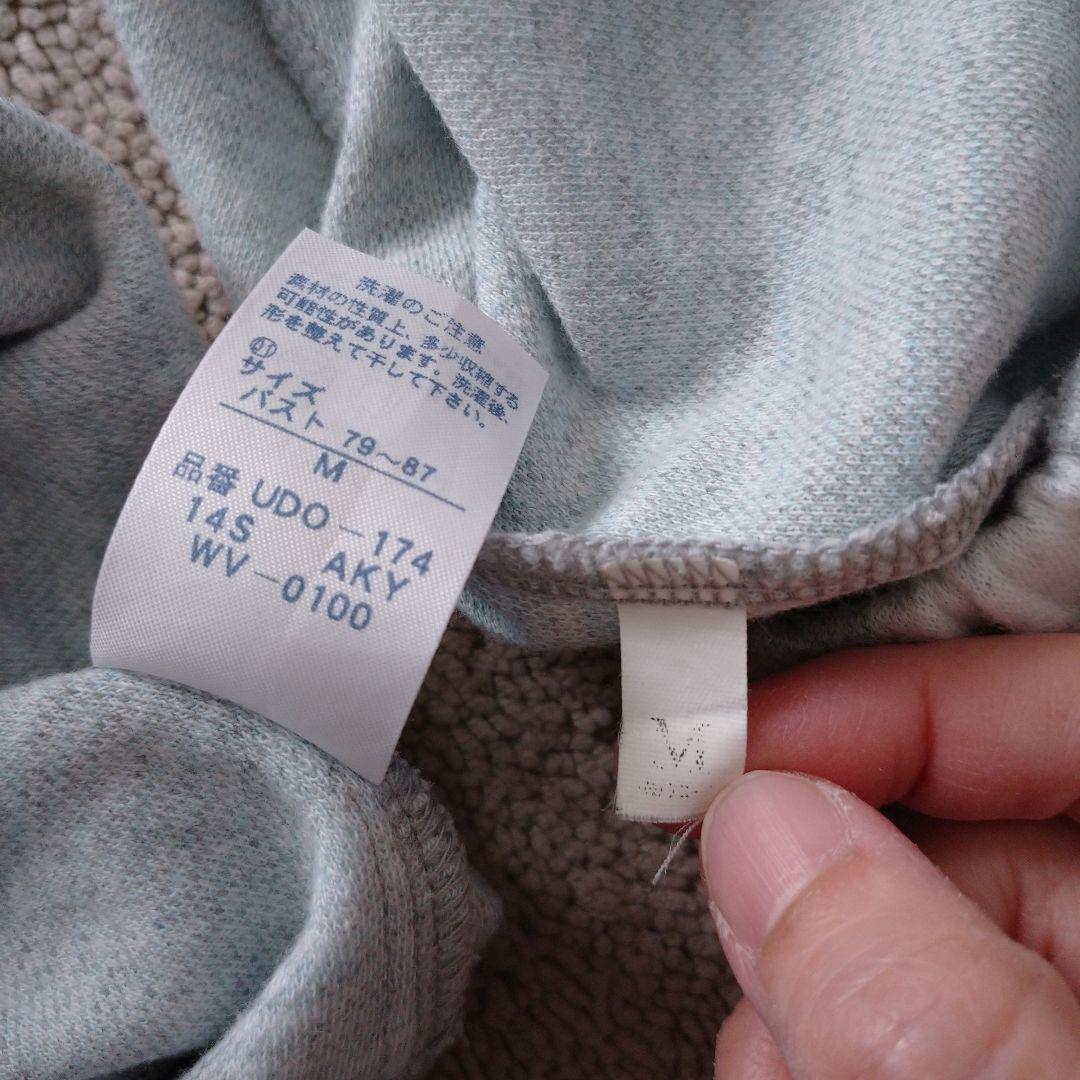 洗濯のご注意
素材の性質上、多少収縮する
可能性があります。洗濯後、
形を整えて干して下さい。
㊶
サイズ
バスト 79～87
M
品番 UDO－174
14S AKY
WV－0100
M